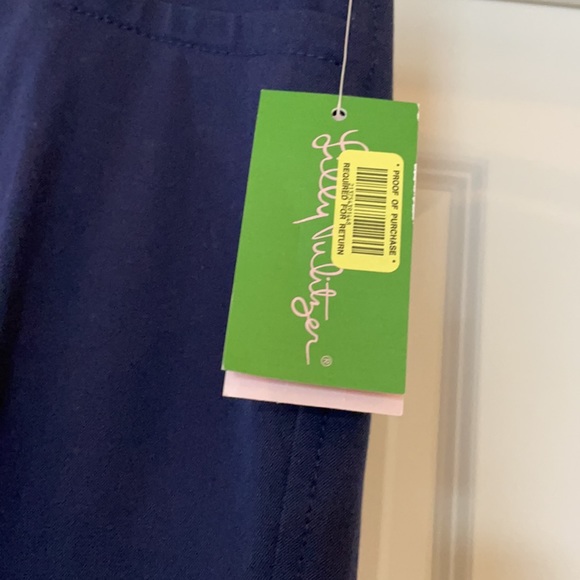 Lilly Pulitzer®
* PROOF OF PURCHASE *
REQUIRED FOR RETURN